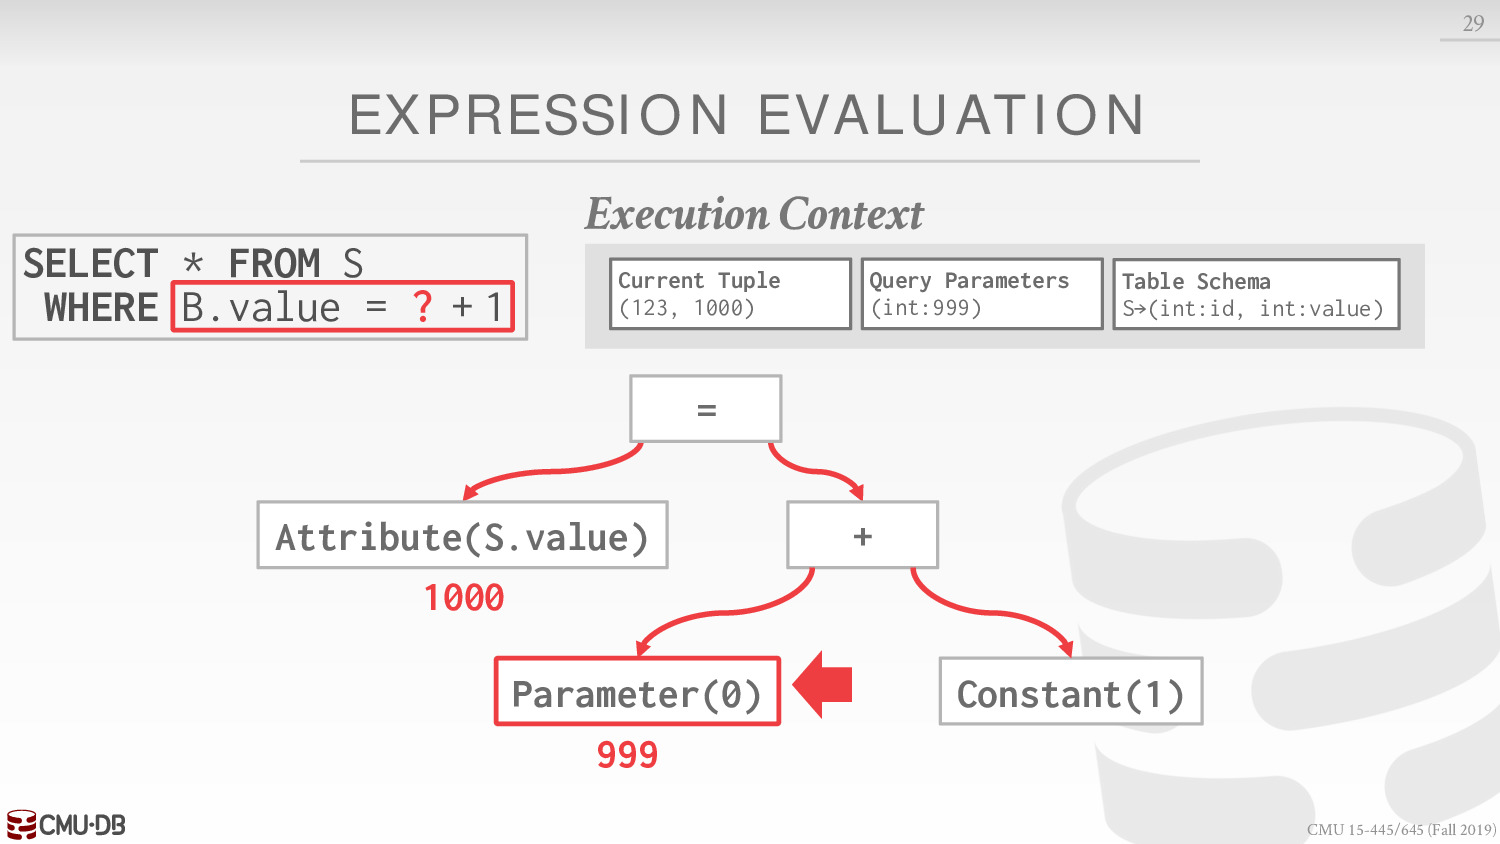 29
EXPRESSION EVALUATION
Execution Context
SELECT * FROM S
WHERE B.value = ? + 1
Current Tuple
(123, 1000)
Query Parameters
(int:999)
Table Schema
S→(int:id, int:value)
=
Attribute(S.value)
+
1000
Parameter(0)
Constant(1)
999
CMU·DB
CMU 15-445/645 (Fall 2019)